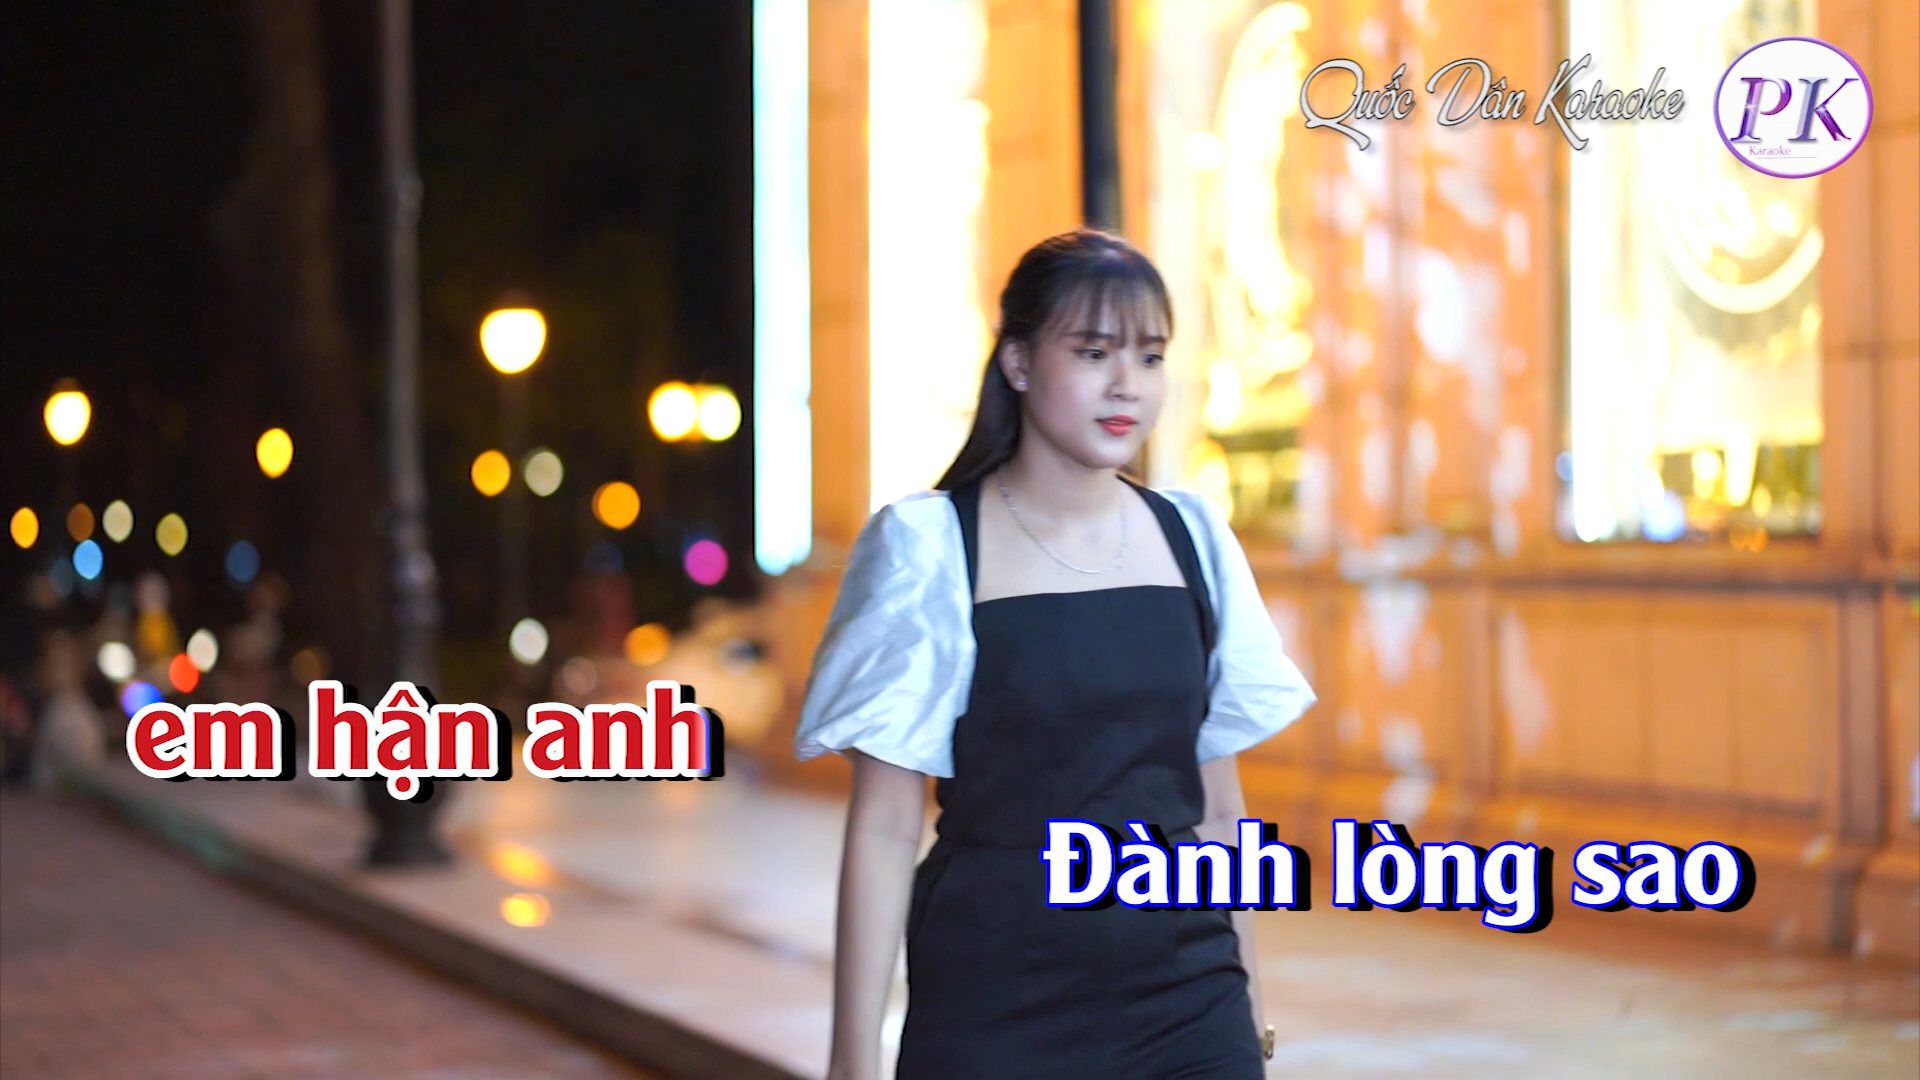 Quốc Dân Karaoke
PK
Karaoke
em hận anh
Đành lòng sao